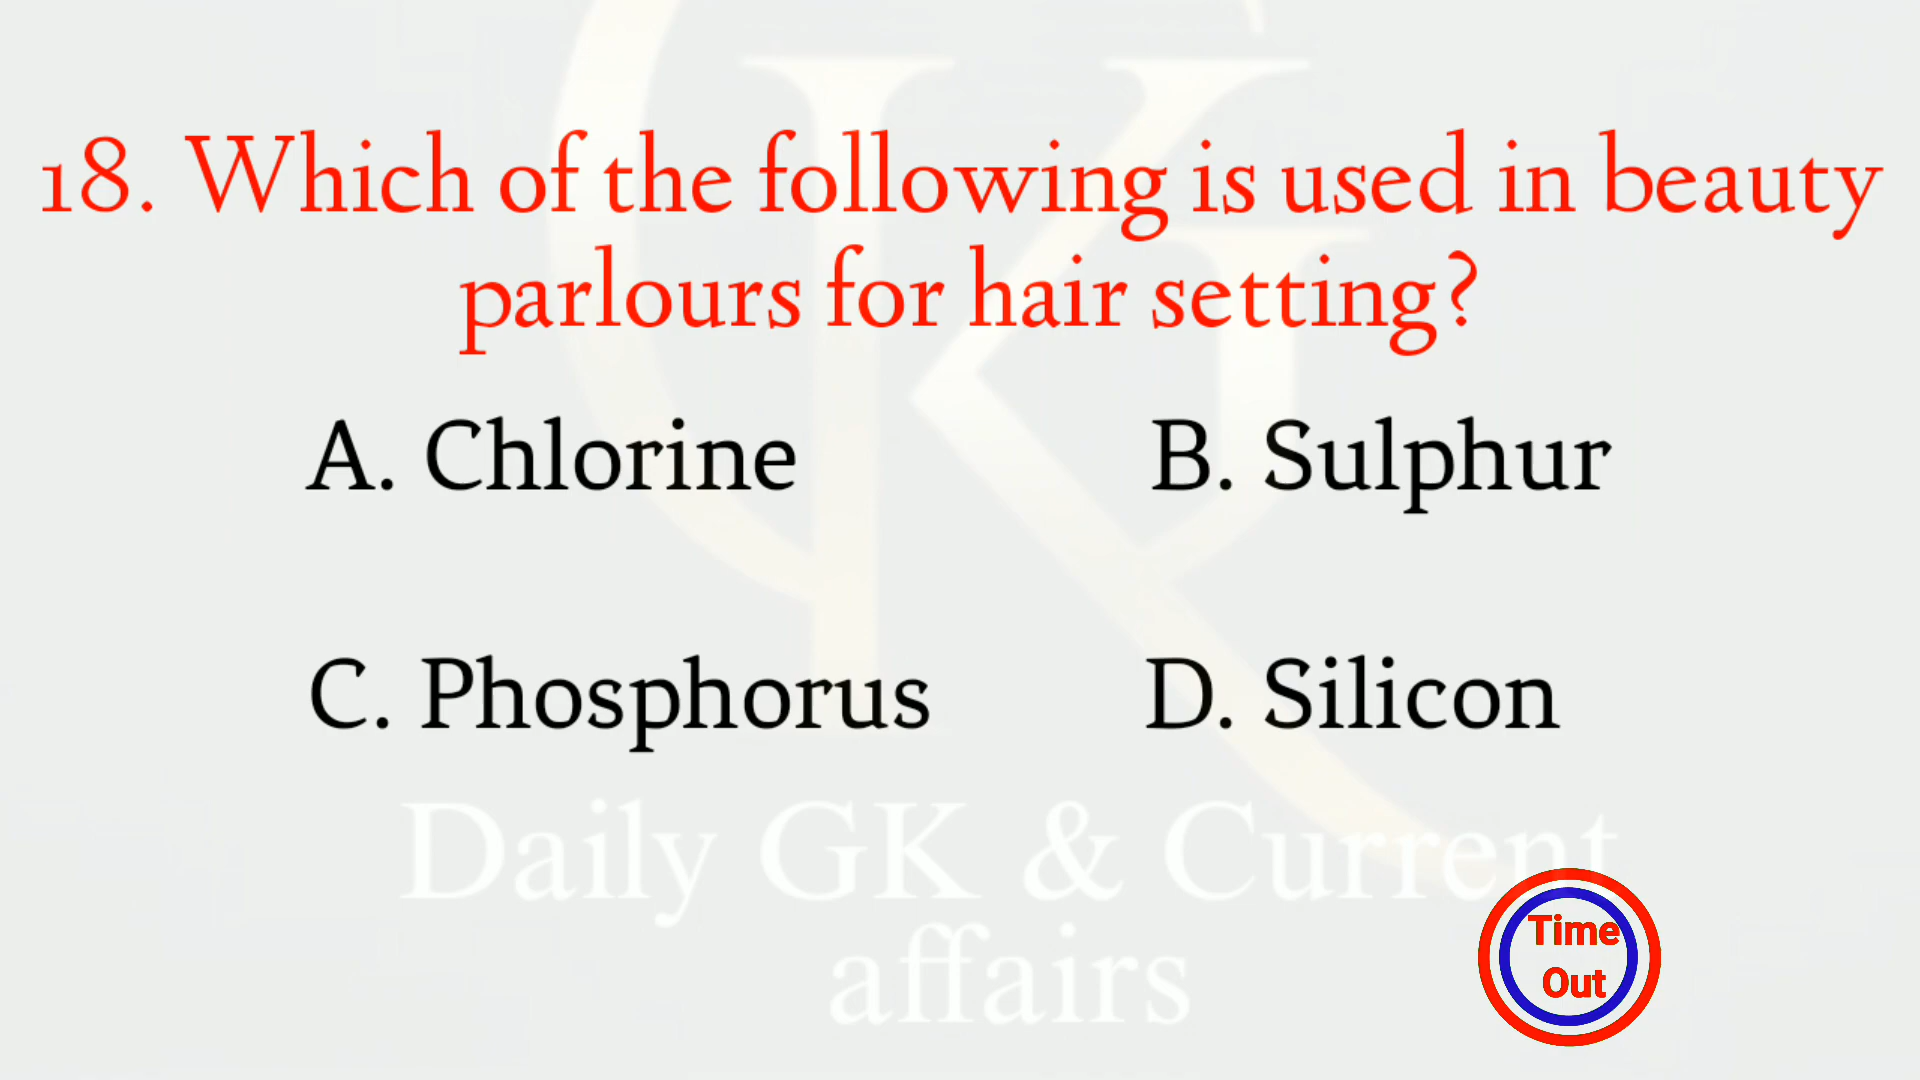 18. Which of the following is used in beauty
parlours for hair setting?
A. Chlorine
B. Sulphur
C. Phosphorus
D. Silicon
Daily GK & Current
affairs
Time
Out